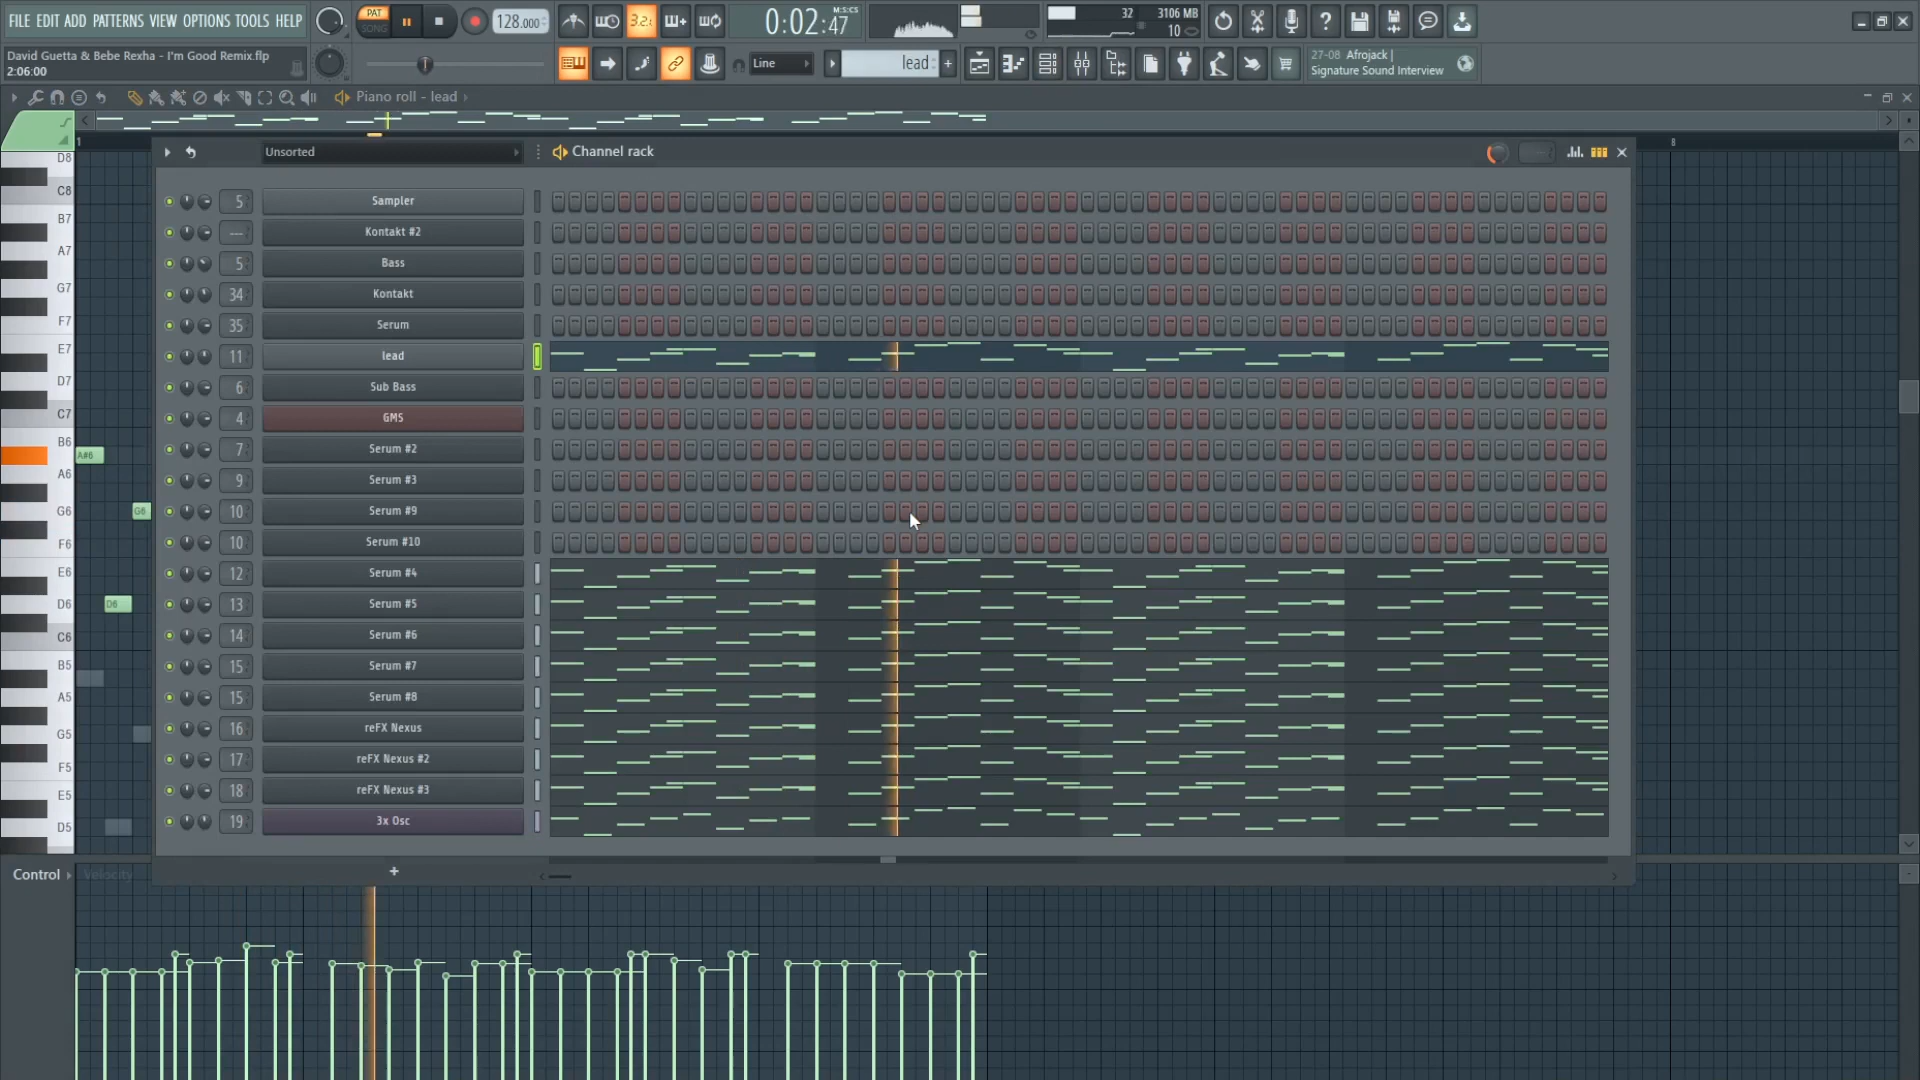 FILE EDIT ADD PATTERNS VIEW OPTIONS TOOLS HELP
PAT
SONG
128.000
3.2:
0:02:47
M:S:CS
32
3106 MB
10
David Guetta & Bebe Rexha - I'm Good Remix.flp
2:06:00
Line
lead
27-08 Afrojack |
Signature Sound Interview
Piano roll - lead
1
8
Unsorted
Channel rack
5 Sampler
--- Kontakt #2
5 Bass
34 Kontakt
35 Serum
11 lead
6 Sub Bass
4 GMS
7 Serum #2
9 Serum #3
10 Serum #9
10 Serum #10
12 Serum #4
13 Serum #5
14 Serum #6
15 Serum #7
15 Serum #8
16 reFX Nexus
17 reFX Nexus #2
18 reFX Nexus #3
19 3x Osc
+
D8
C8
B7
A7
G7
F7
E7
D7
C7
B6
A#6
A6
G6
G6
F6
E6
D6
D6
C6
B5
A5
G5
F5
E5
D5
Control
Velocity